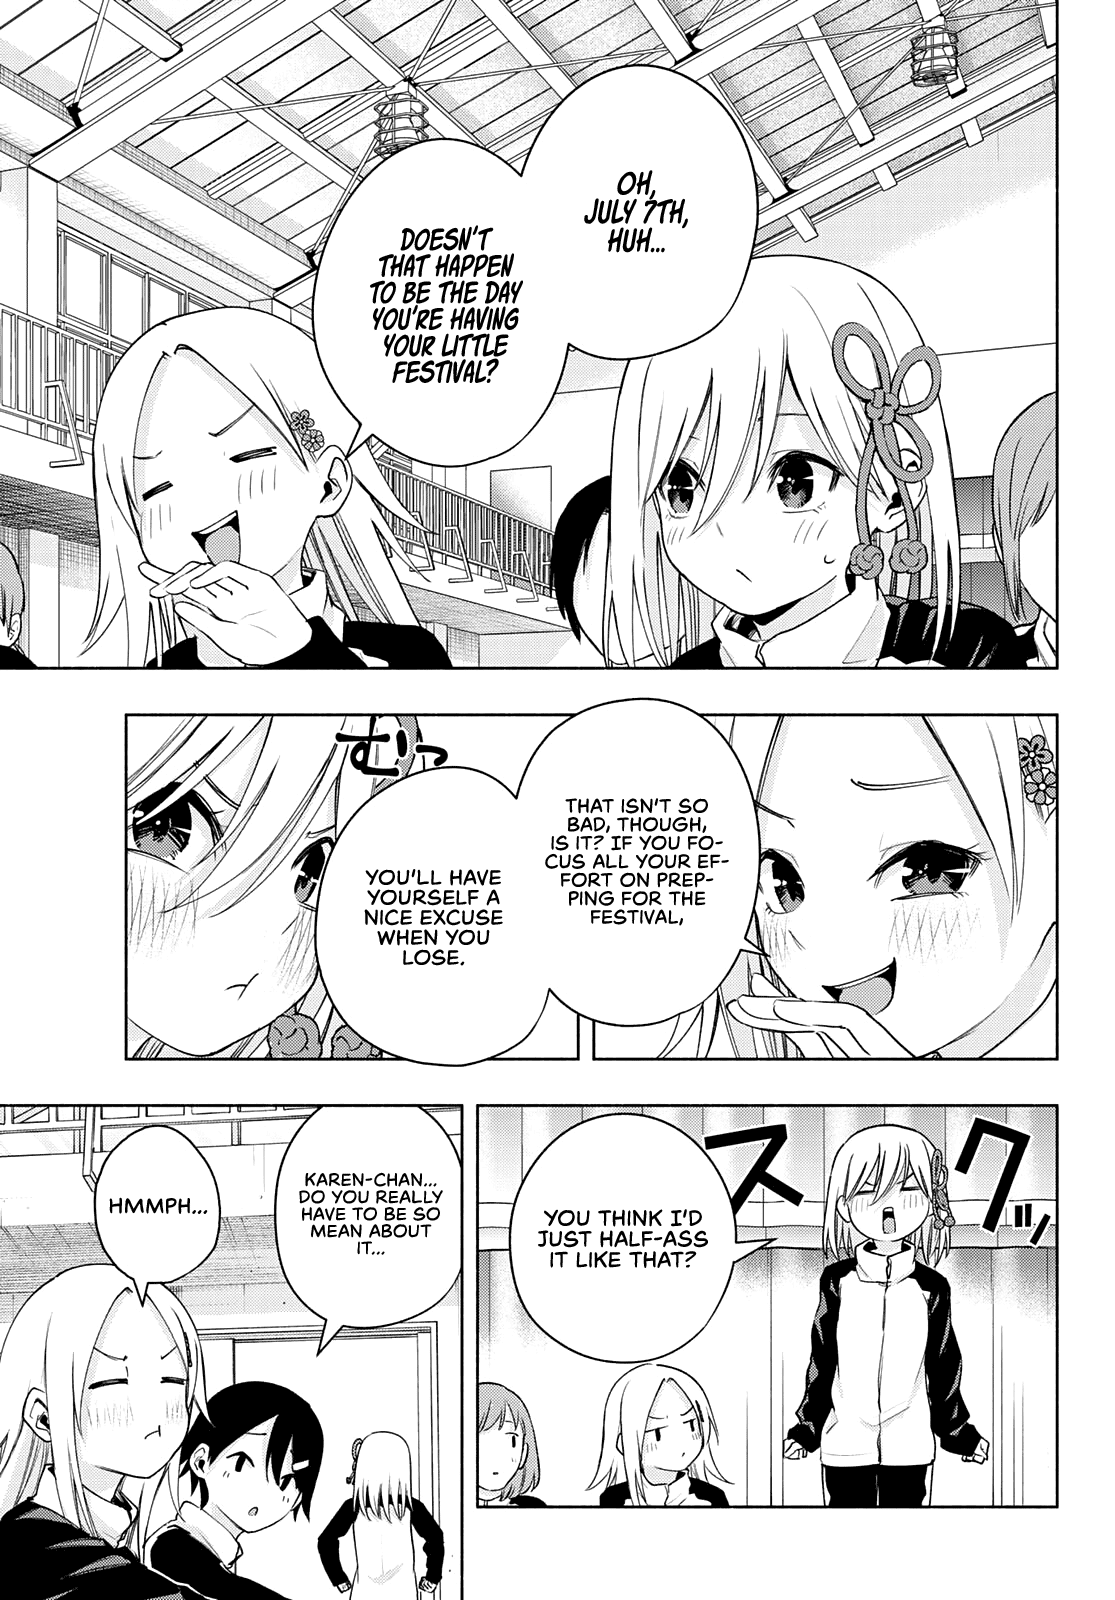 OH,
JULY 7TH,
HUH...
DOESN'T
THAT HAPPEN
TO BE THE DAY
YOU'RE HAVING
YOUR LITTLE
FESTIVAL?
THAT ISN'T SO
BAD, THOUGH,
IS IT? IF YOU FO-
CUS ALL YOUR EF-
FORT ON PREP-
PING FOR THE
FESTIVAL,
YOU'LL HAVE
YOURSELF A
NICE EXCUSE
WHEN YOU
LOSE.
むっ
スクッ
YOU THINK I'D
JUST HALF-ASS
IT LIKE THAT?
KAREN-CHAN...
DO YOU REALLY
HAVE TO BE SO
MEAN ABOUT
IT...
HMMPH...